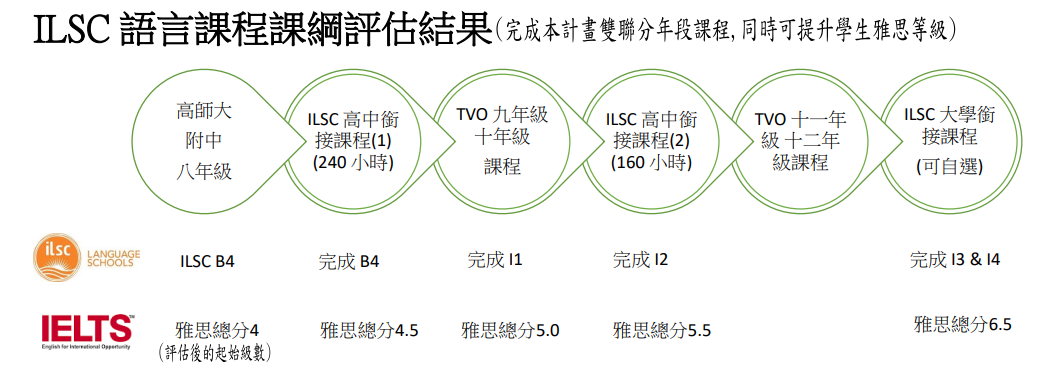 ILSC 語言課程課綱評估結果(完成本計畫雙聯分年段課程, 同時可提升學生雅思等級)
高師大
附中
八年級
ILSC 高中銜
接課程(1)
(240 小時)
TVO 九年級
十年級
課程
ILSC 高中銜
接課程(2)
(160 小時)
TVO 十一年
級 十二年
級課程
ILSC 大學銜
接課程
(可自選)
ilsc LANGUAGE
SCHOOLS
ILSC B4
完成 B4
完成 I1
完成 I2
完成 I3 & I4
IELTS™
English for International Opportunity
雅思總分4
(評估後的起始級數)
雅思總分4.5
雅思總分5.0
雅思總分5.5
雅思總分6.5